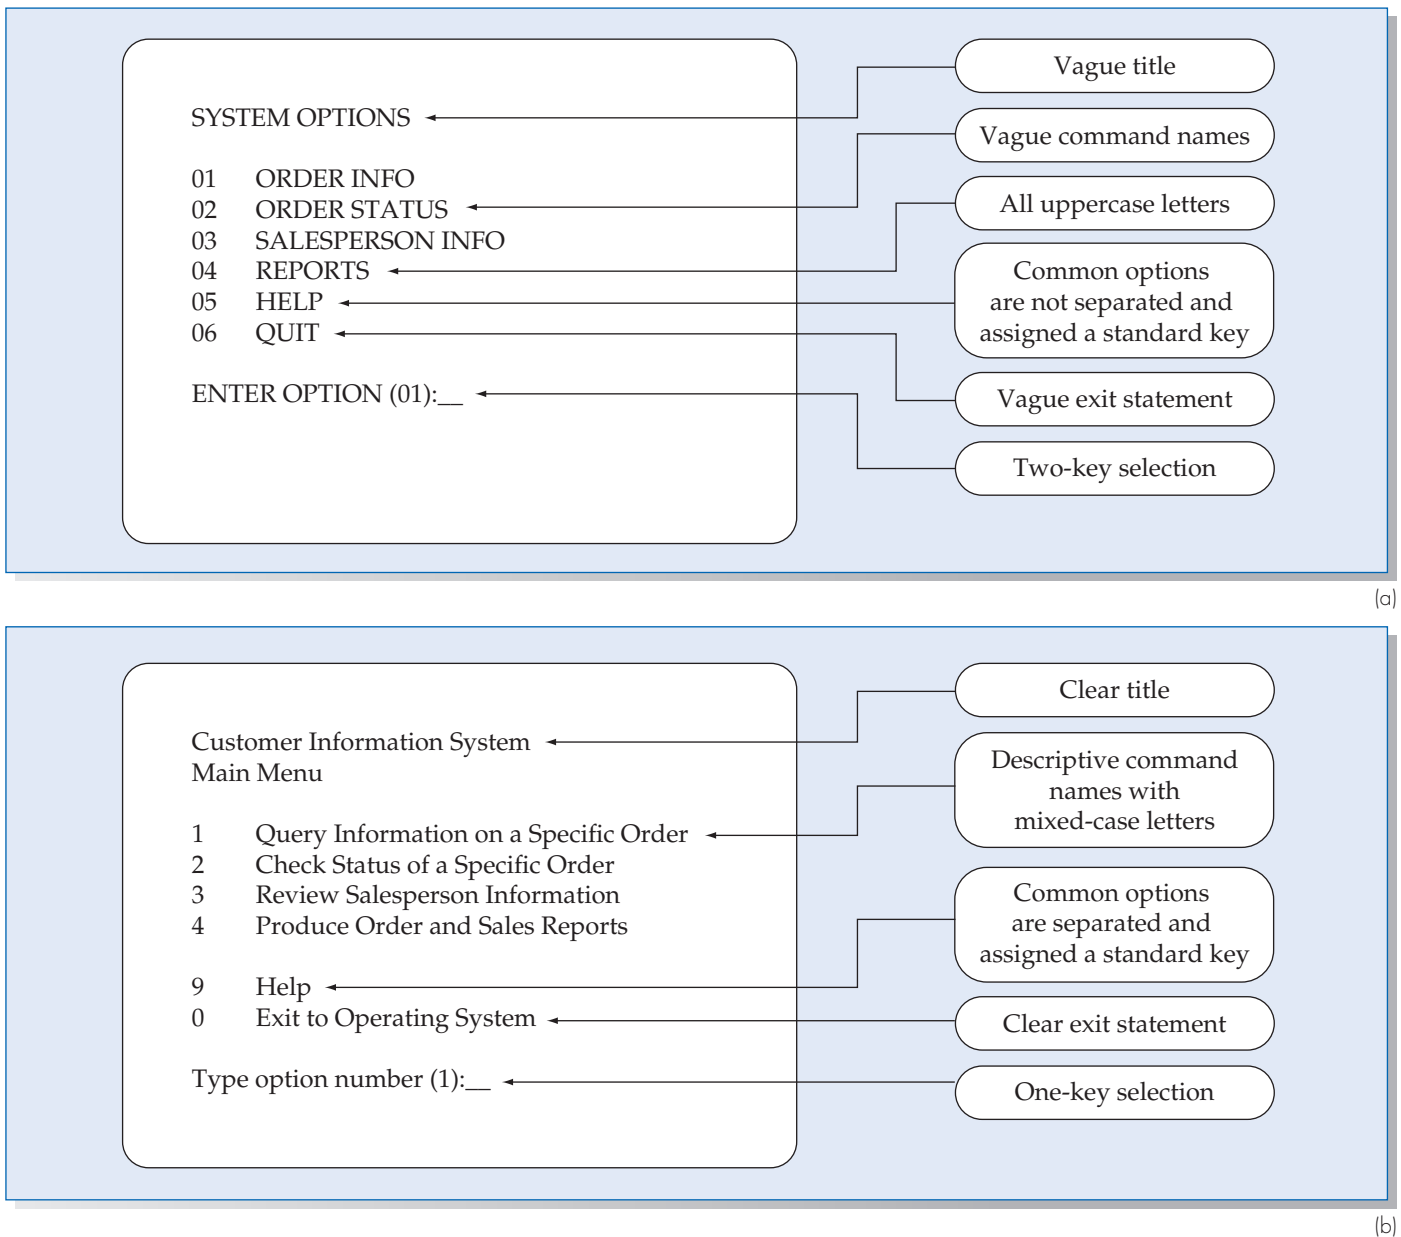 SYSTEM OPTIONS
01 ORDER INFO
02 ORDER STATUS
03 SALESPERSON INFO
04 REPORTS
05 HELP
06 QUIT
ENTER OPTION (01):__
Vague title
Vague command names
All uppercase letters
Common options
are not separated and
assigned a standard key
Vague exit statement
Two-key selection
(a)
Customer Information System
Main Menu
1 Query Information on a Specific Order
2 Check Status of a Specific Order
3 Review Salesperson Information
4 Produce Order and Sales Reports
9 Help
0 Exit to Operating System
Type option number (1):__
Clear title
Descriptive command
names with
mixed-case letters
Common options
are separated and
assigned a standard key
Clear exit statement
One-key selection
(b)